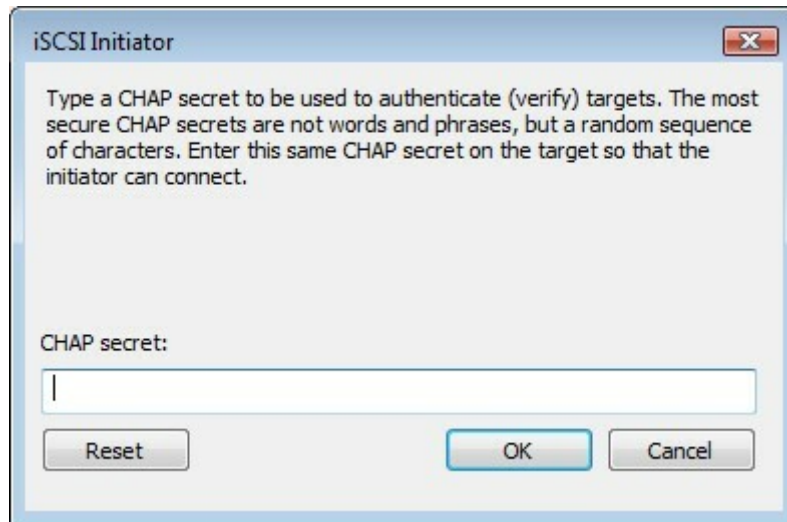 iSCSI Initiator
Type a CHAP secret to be used to authenticate (verify) targets. The most
secure CHAP secrets are not words and phrases, but a random sequence
of characters. Enter this same CHAP secret on the target so that the
initiator can connect.
CHAP secret:
Reset OK Cancel